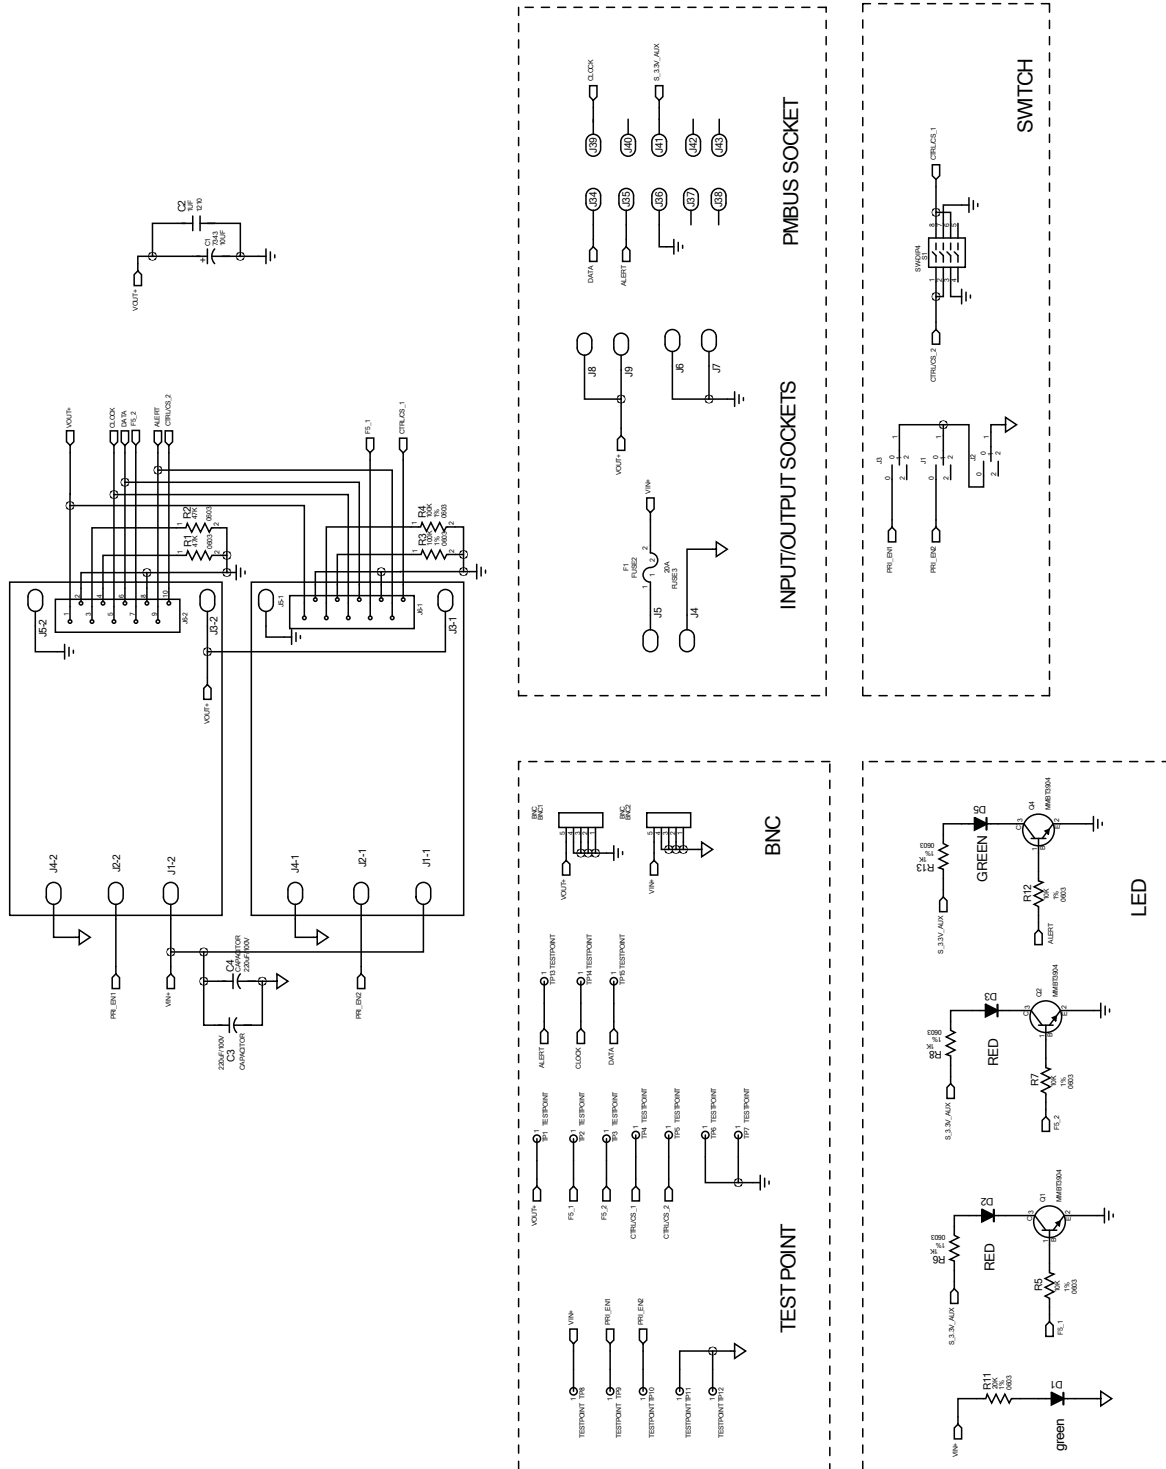 VOUT+
C2
1UF
1210
C1
7343
10UF
VOUT+
CLOCK
DATA
F5_2
ALERT
CTRL/CS_2
F5_1
CTRL/CS_1
R2
47K
0603
R1
47K
0603
R4
100K
1%
0603
R3
100K
1%
0603
J5-2
J6-2
J3-2
VOUT+
J5-1
J6-1
J3-1
J4-2
J2-2
J1-2
J4-1
J2-1
J1-1
PRI_EN1
VIN+
PRI_EN2
C4
CAPACITOR
220uF/100V
220uF/100V
C3
CAPACITOR
CLOCK
S_3.3V_AUX
J39
J40
J41
J42
J43
J34
J35
J36
J37
J38
DATA
ALERT
PMBUS SOCKET
J8
J9
J6
J7
VOUT+
VIN+
F1
FUSE2
20A
FUSE3
J5
J4
INPUT/OUTPUT SOCKETS
SWITCH
CTRL/CS_1
SWDIP4
S1
CTRL/CS_2
J3
J1
J2
PRI_EN1
PRI_EN2
BNC
BNC1
BNC
BNC2
VOUT+
VIN+
BNC
TP13 TESTPOINT
TP14 TESTPOINT
TP15 TESTPOINT
ALERT
CLOCK
DATA
TP1 TESTPOINT
TP2 TESTPOINT
TP3 TESTPOINT
TP4 TESTPOINT
TP5 TESTPOINT
TP6 TESTPOINT
TP7 TESTPOINT
VOUT+
F5_1
F5_2
CTRL/CS_1
CTRL/CS_2
VIN+
PRI_EN1
PRI_EN2
TESTPOINT TP8
TESTPOINT TP9
TESTPOINT TP10
TESTPOINT TP11
TESTPOINT TP12
TEST POINT
D5
GREEN
R13
1K
1%
0603
S_3.3V_AUX
Q4
MMBT3904
R12
10K
1%
0603
ALERT
D3
RED
R8
1K
1%
0603
S_3.3V_AUX
Q2
MMBT3904
R7
10K
1%
0603
F5_2
D2
RED
R6
1K
1%
0603
S_3.3V_AUX
Q1
MMBT3904
R5
10K
1%
0603
F5_1
R11
20K
1%
0603
D1
green
VIN+
LED